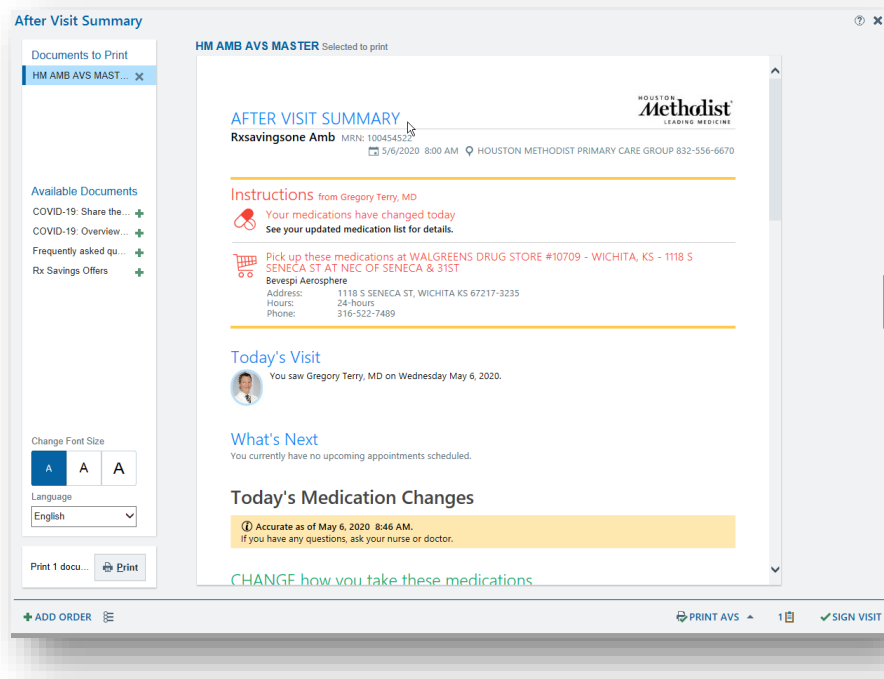 After Visit Summary
Documents to Print
HM AMB AVS MAST...
Available Documents
COVID-19: Share the...
COVID-19: Overview...
Frequently asked qu...
Rx Savings Offers
Change Font Size
A A A
Language
English
Print 1 docu... Print
HM AMB AVS MASTER Selected to print
HOUSTON
Methodist
LEADING MEDICINE
AFTER VISIT SUMMARY
Rxsavingsone Amb MRN: 100454522
5/6/2020 8:00 AM HOUSTON METHODIST PRIMARY CARE GROUP 832-556-6670
Instructions from Gregory Terry, MD
Your medications have changed today
See your updated medication list for details.
Pick up these medications at WALGREENS DRUG STORE #10709 - WICHITA, KS - 1118 S
SENECA ST AT NEC OF SENECA & 31ST
Bevespi Aerosphere
Address: 1118 S SENECA ST, WICHITA KS 67217-3235
Hours: 24-hours
Phone: 316-522-7489
Today's Visit
You saw Gregory Terry, MD on Wednesday May 6, 2020.
What's Next
You currently have no upcoming appointments scheduled.
Today's Medication Changes
Accurate as of May 6, 2020 8:46 AM.
If you have any questions, ask your nurse or doctor.
CHANGE how you take these medications
ADD ORDER
PRINT AVS 1 SIGN VISIT